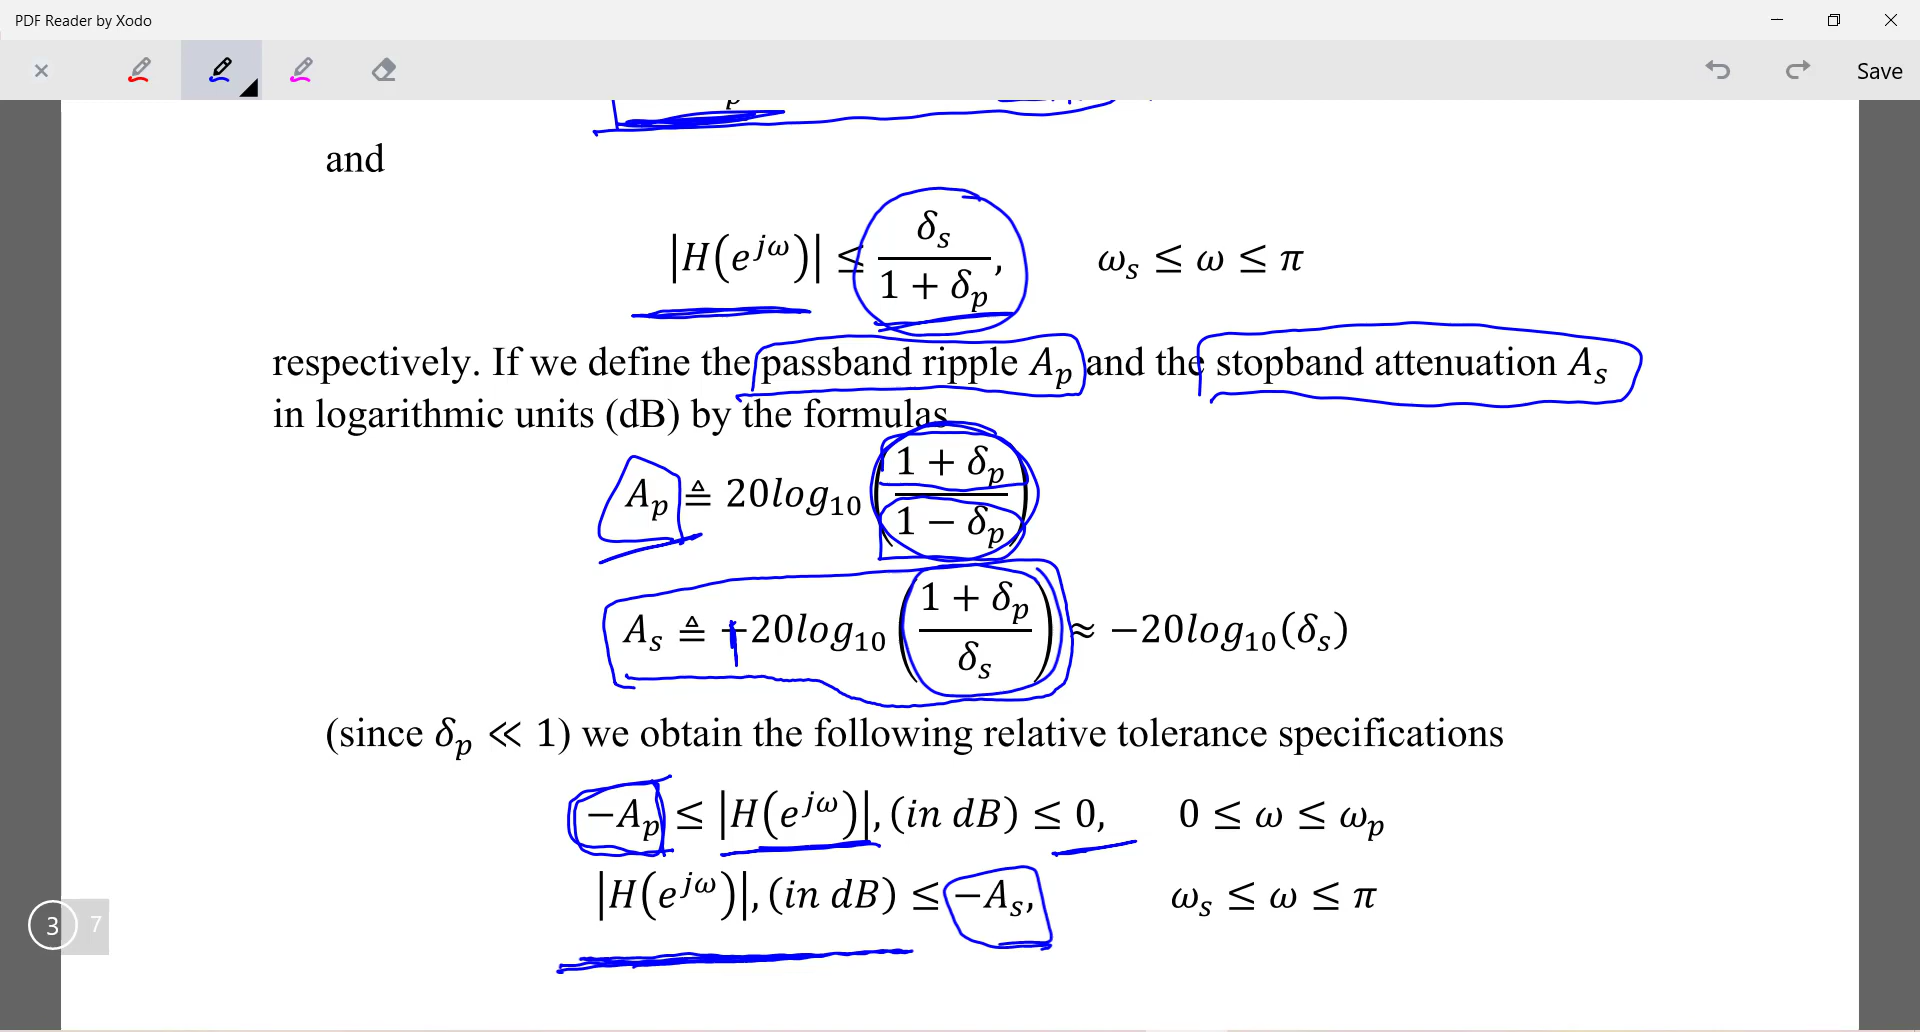 PDF Reader by Xodo
Save
and
|H(e^{jω})| ≤ δ_s / (1 + δ_p), ω_s ≤ ω ≤ π
respectively. If we define the passband ripple A_p and the stopband attenuation A_s
in logarithmic units (dB) by the formulas
A_p ≜ 20log_10((1 + δ_p) / (1 − δ_p))
A_s ≜ +20log_10((1 + δ_p) / δ_s) ≈ −20log_10(δ_s)
(since δ_p ≪ 1) we obtain the following relative tolerance specifications
−A_p ≤ |H(e^{jω})|, (in dB) ≤ 0, 0 ≤ ω ≤ ω_p
|H(e^{jω})|, (in dB) ≤ −A_s, ω_s ≤ ω ≤ π
3 7